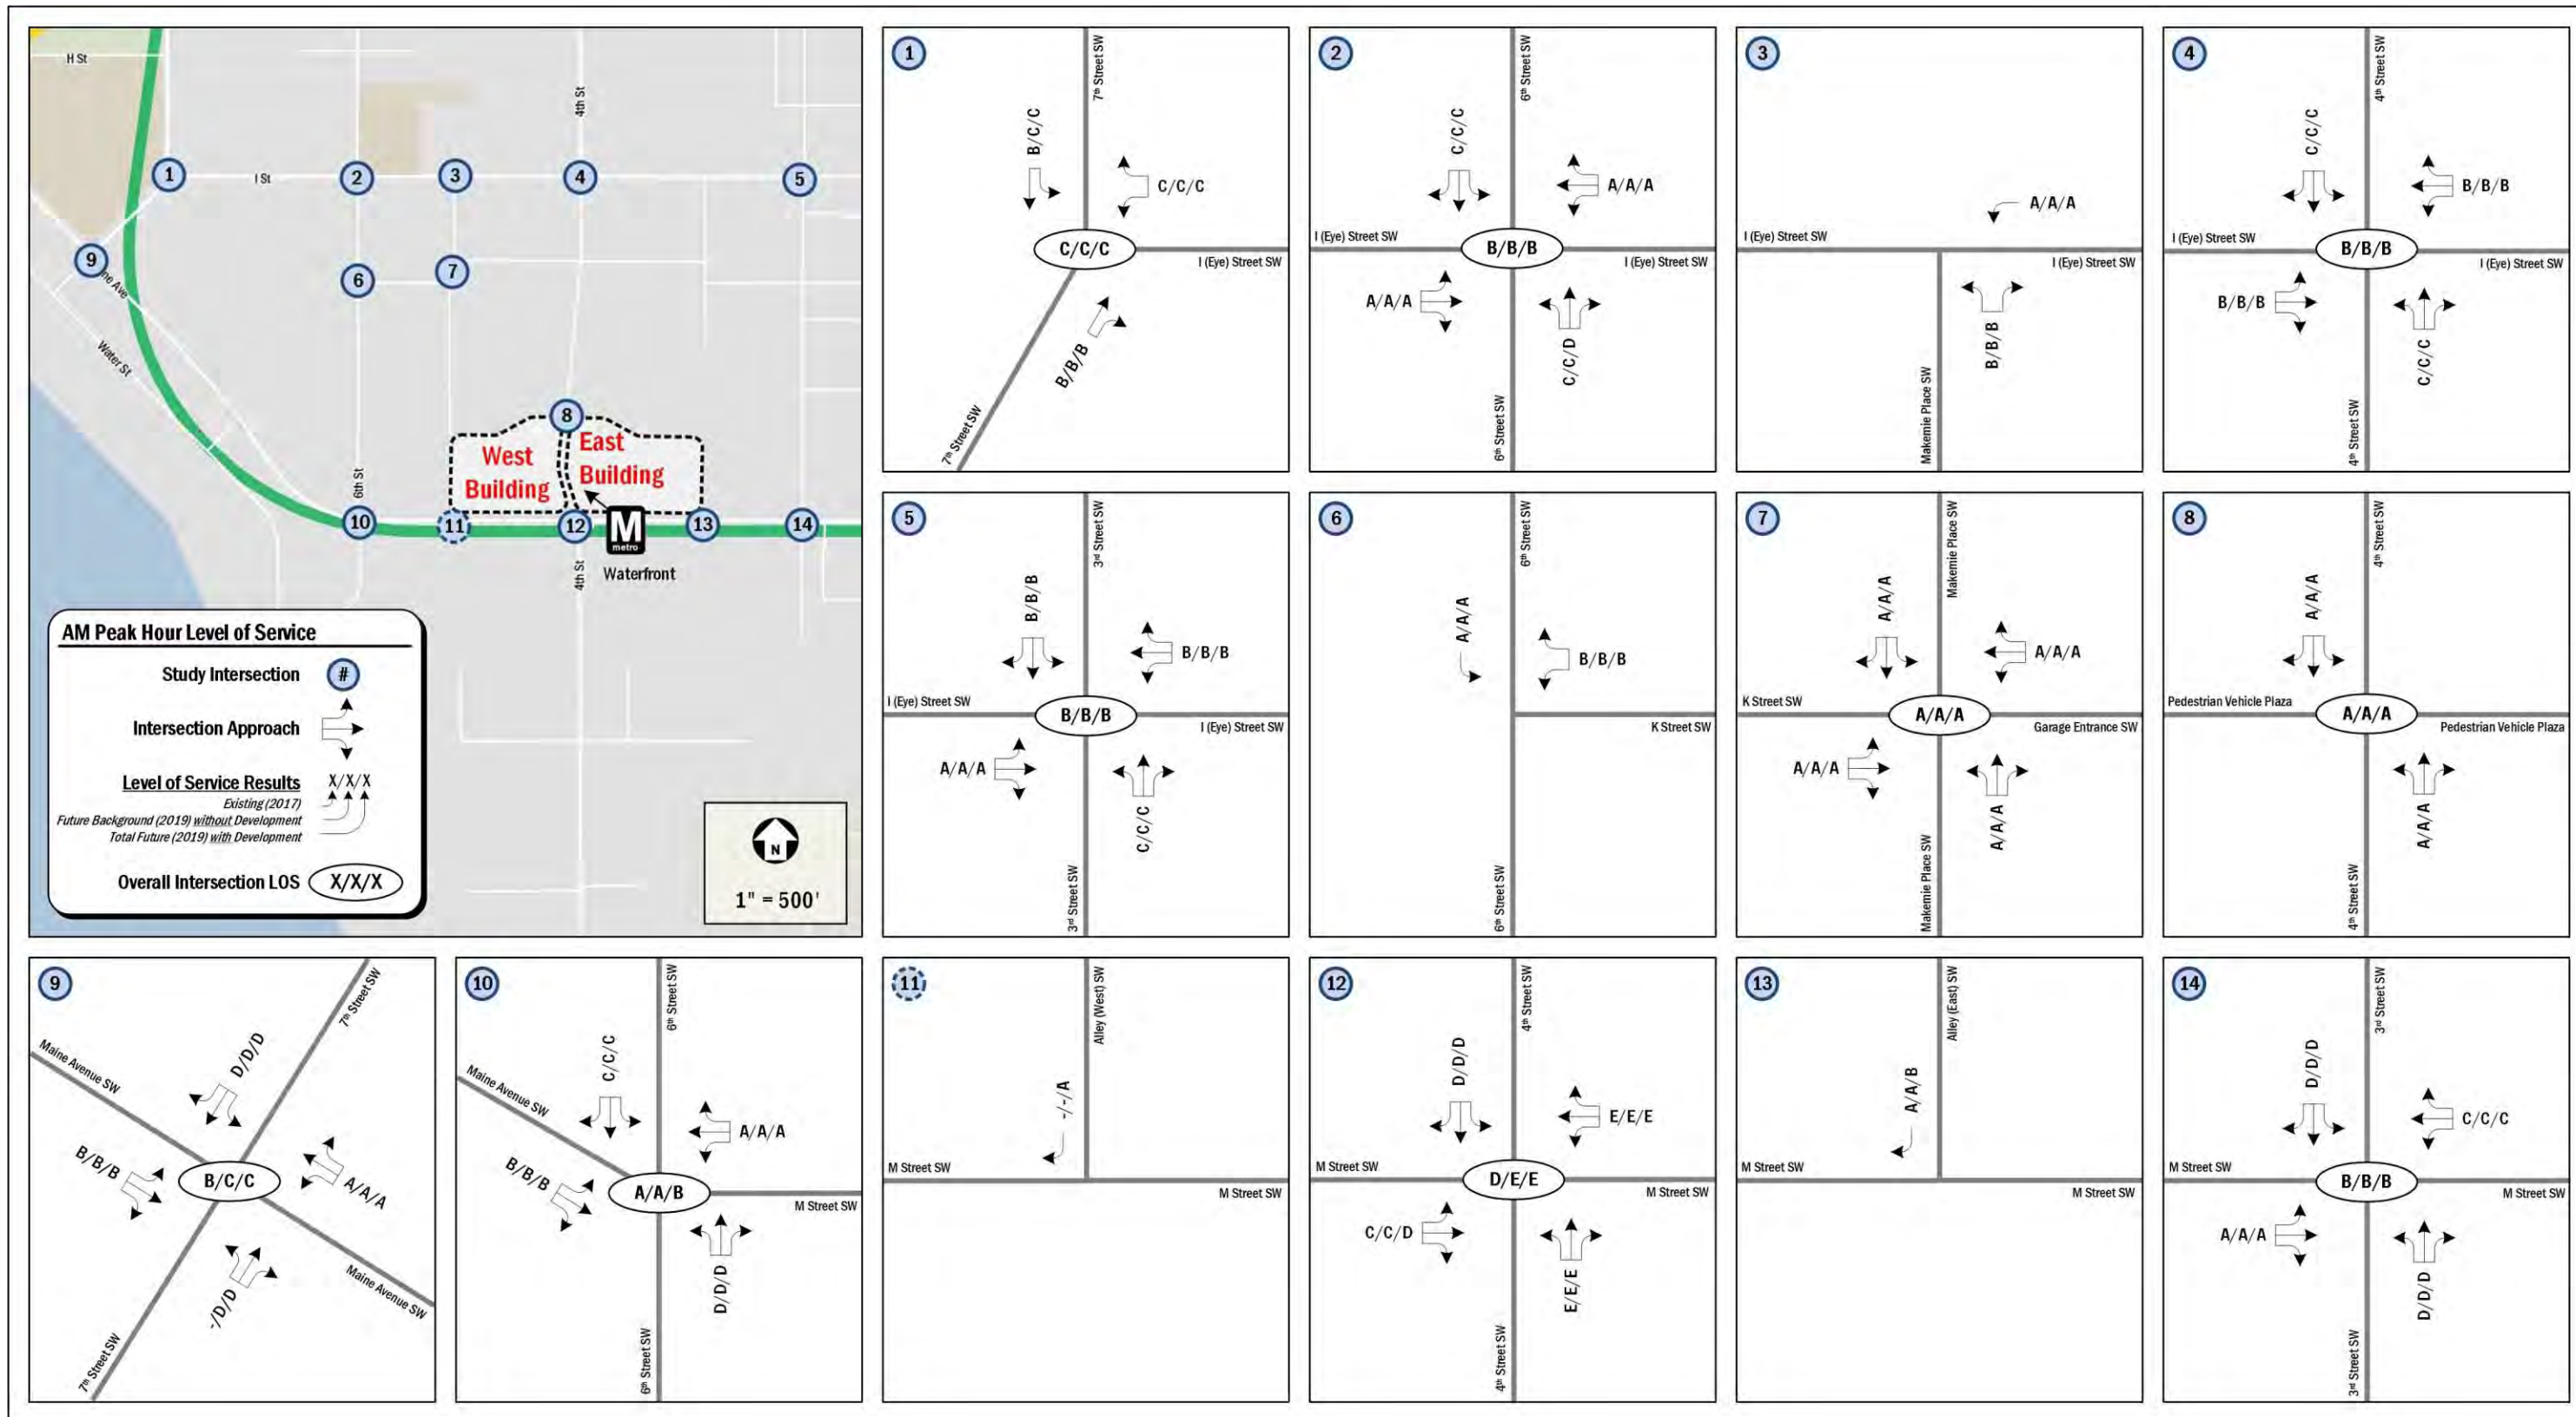 H St
4th St
1
I St
2
3
4
5
9
ne Ave
6
7
Water St
8
West
Building
East
Building
6th St
10
11
12
M
metro
13
14
4th St
Waterfront
AM Peak Hour Level of Service
Study Intersection #
Intersection Approach
Level of Service Results X/X/X
Existing (2017)
Future Background (2019) without Development
Total Future (2019) with Development
Overall Intersection LOS X/X/X
N
1" = 500'
1
7th Street SW
B/C/C
C/C/C
C/C/C
I (Eye) Street SW
B/B/B
7th Street SW
2
6th Street SW
C/C/C
A/A/A
I (Eye) Street SW
B/B/B
I (Eye) Street SW
A/A/A
C/C/D
6th Street SW
3
A/A/A
I (Eye) Street SW
I (Eye) Street SW
B/B/B
Makemie Place SW
4
4th Street SW
C/C/C
B/B/B
I (Eye) Street SW
B/B/B
I (Eye) Street SW
B/B/B
C/C/C
4th Street SW
5
3rd Street SW
B/B/B
B/B/B
I (Eye) Street SW
B/B/B
I (Eye) Street SW
A/A/A
C/C/C
3rd Street SW
6
6th Street SW
A/A/A
B/B/B
K Street SW
6th Street SW
7
Makemie Place SW
A/A/A
A/A/A
K Street SW
A/A/A
Garage Entrance SW
A/A/A
A/A/A
Makemie Place SW
8
4th Street SW
A/A/A
Pedestrian Vehicle Plaza
A/A/A
Pedestrian Vehicle Plaza
A/A/A
4th Street SW
9
7th Street SW
Maine Avenue SW
D/D/D
B/B/B
B/C/C
A/A/A
-/D/D
Maine Avenue SW
7th Street SW
10
6th Street SW
C/C/C
Maine Avenue SW
A/A/A
B/B/B
A/A/B
M Street SW
D/D/D
6th Street SW
11
Alley (West) SW
-/-/A
M Street SW
M Street SW
12
4th Street SW
D/D/D
E/E/E
M Street SW
D/E/E
M Street SW
C/C/D
E/E/E
4th Street SW
13
Alley (East) SW
A/A/B
M Street SW
M Street SW
14
3rd Street SW
D/D/D
C/C/C
M Street SW
B/B/B
M Street SW
A/A/A
D/D/D
3rd Street SW